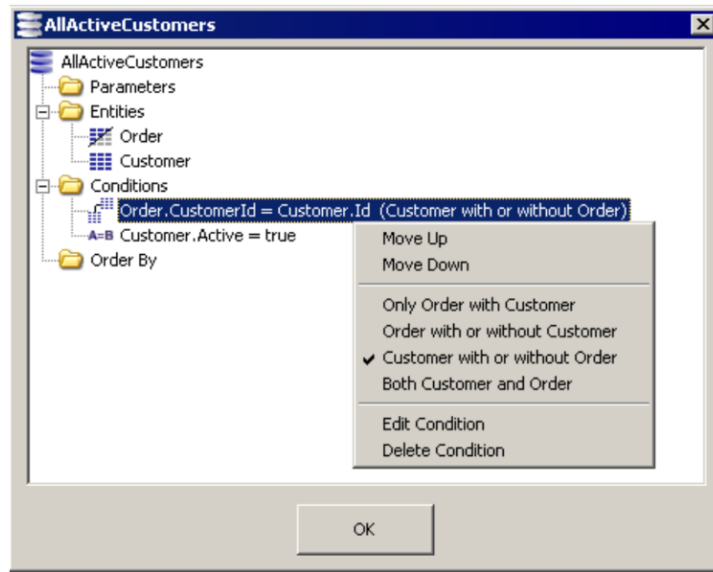 AllActiveCustomers
AllActiveCustomers
Parameters
Entities
Order
Customer
Conditions
Order.CustomerId = Customer.Id (Customer with or without Order)
A=B Customer.Active = true
Order By
Move Up
Move Down
Only Order with Customer
Order with or without Customer
Customer with or without Order
Both Customer and Order
Edit Condition
Delete Condition
OK